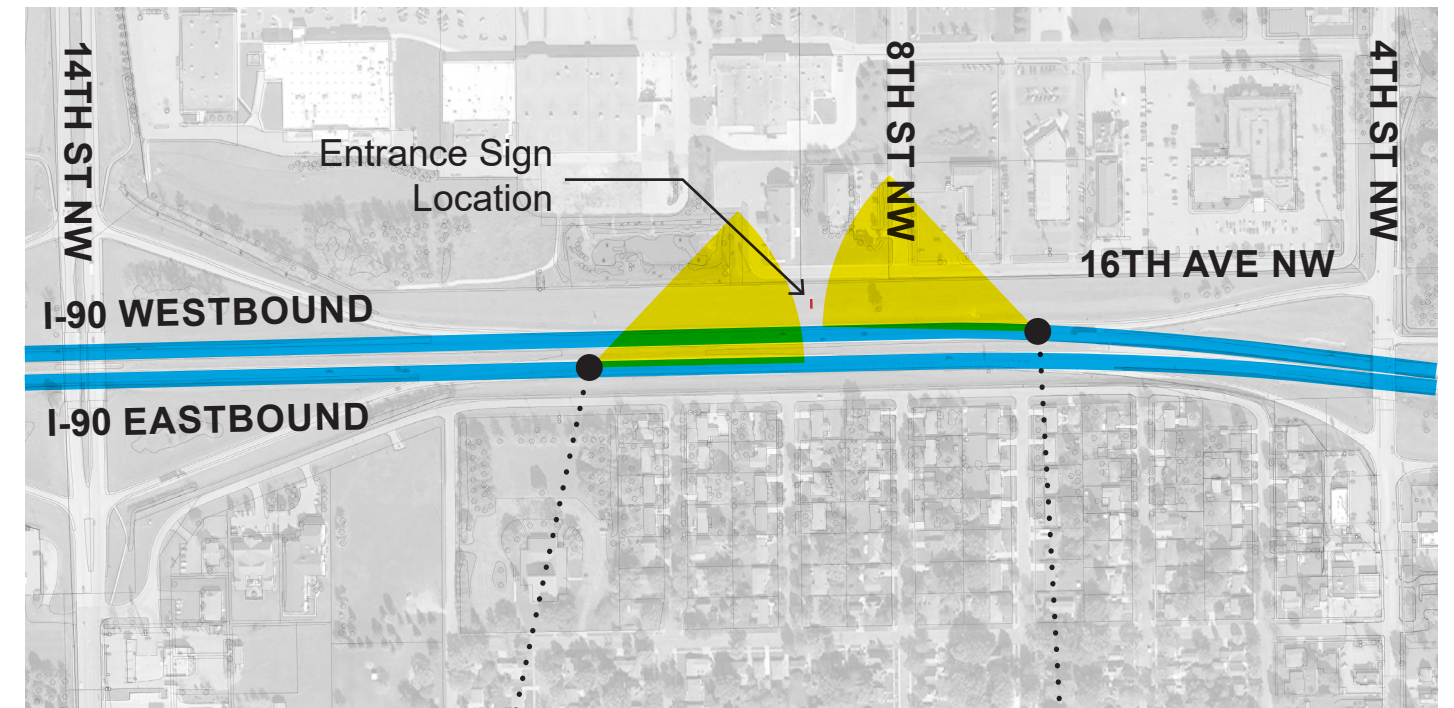 14TH ST NW
8TH ST NW
4TH ST NW
Entrance Sign
Location
16TH AVE NW
I-90 WESTBOUND
I-90 EASTBOUND